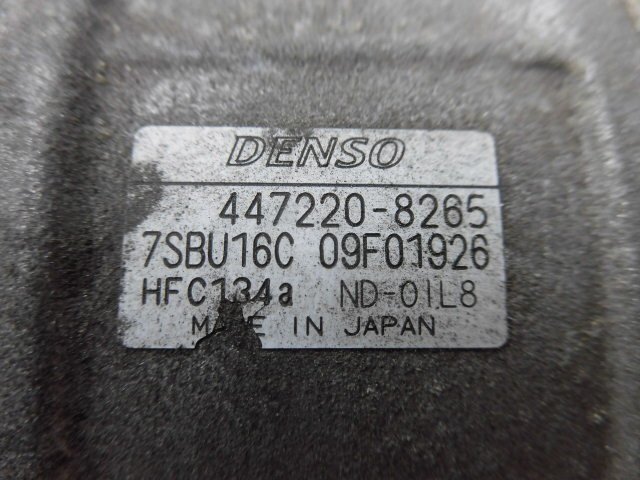 DENSO
447220-8265
7SBU16C 09F01926
HFC134a ND-OIL8
MADE IN JAPAN